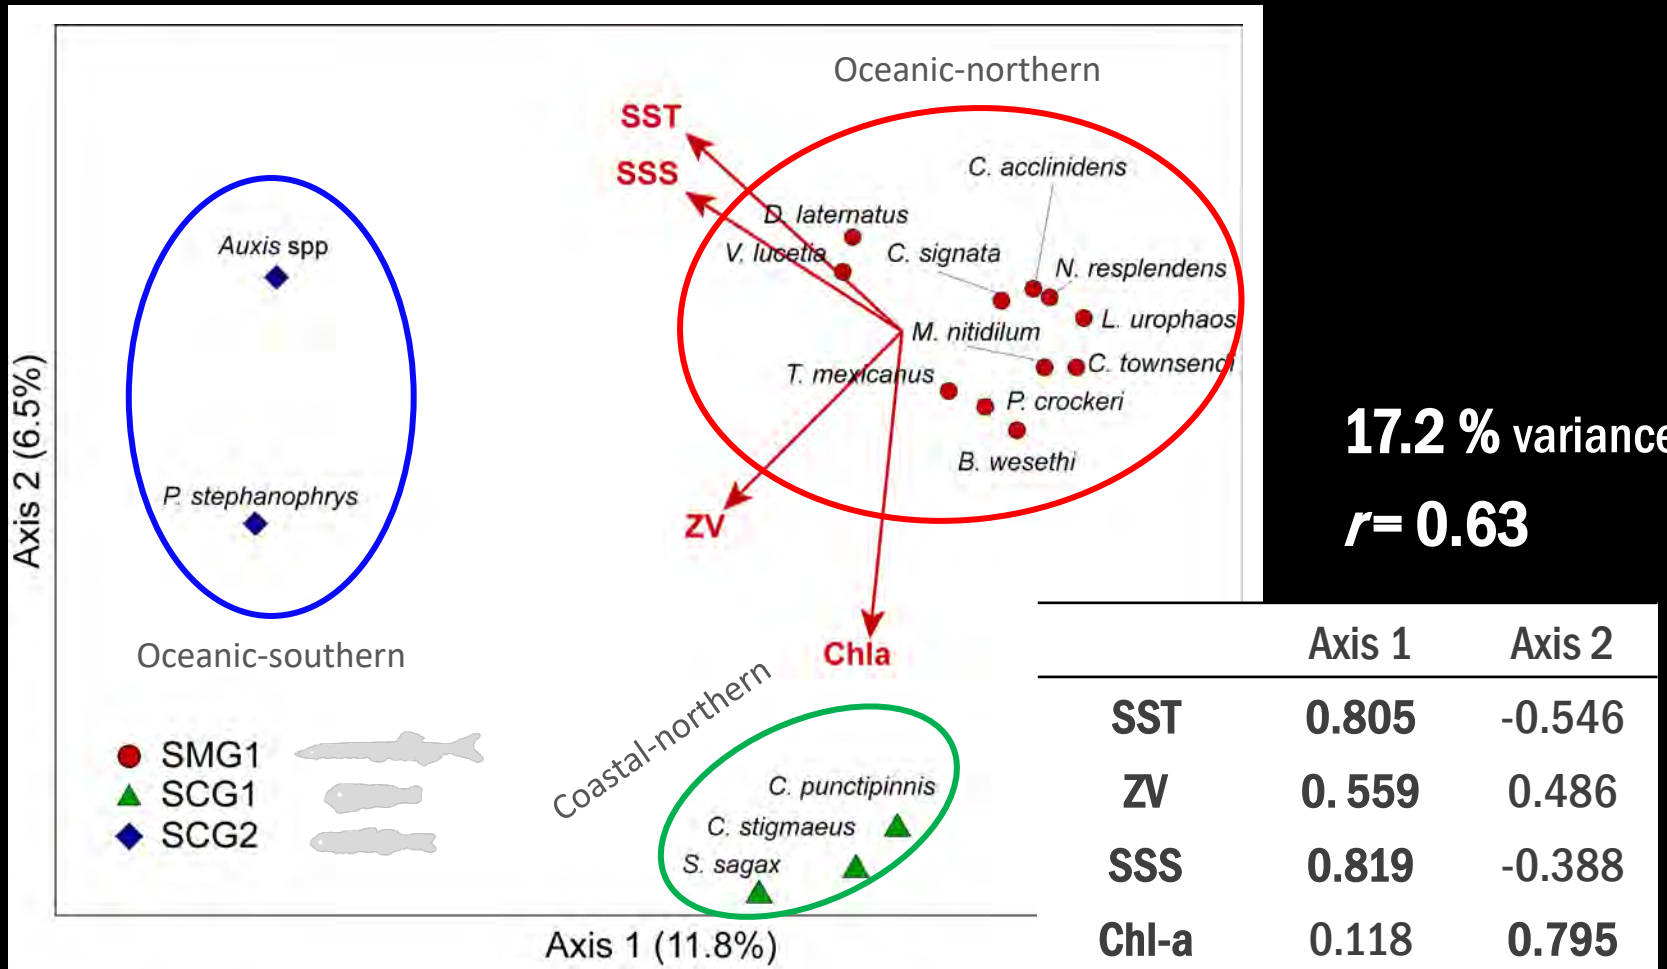 Oceanic-northern
SST
SSS
C. acclinidens
D. laternatus
V. lucetia
C. signata
N. resplendens
Auxis spp
L. urophaos
M. nitidilum
C. townsendi
T. mexicanus
P. crockeri
B. wesethi
P. stephanophrys
ZV
Chla
Oceanic-southern
Coastal-northern
C. punctipinnis
C. stigmaeus
S. sagax
SMG1
SCG1
SCG2
Axis 2 (6.5%)
Axis 1 (11.8%)
17.2 % variance
r= 0.63
Axis 1 Axis 2
SST 0.805 -0.546
ZV 0. 559 0.486
SSS 0.819 -0.388
Chl-a 0.118 0.795